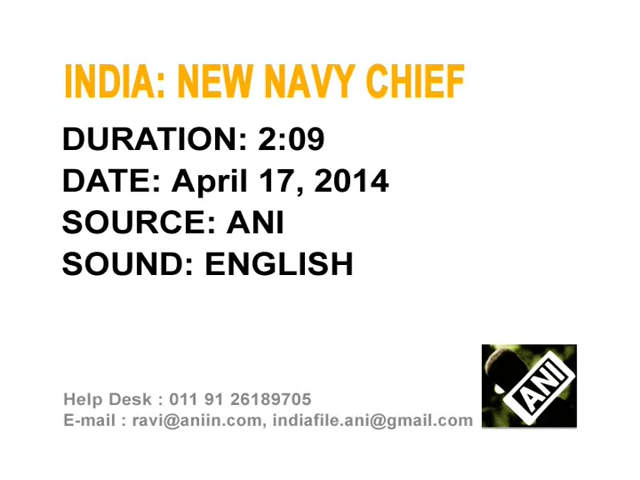 INDIA: NEW NAVY CHIEF
DURATION: 2:09
DATE: April 17, 2014
SOURCE: ANI
SOUND: ENGLISH
Help Desk : 011 91 26189705
E-mail : ravi@aniin.com, indiafile.ani@gmail.com
ANI